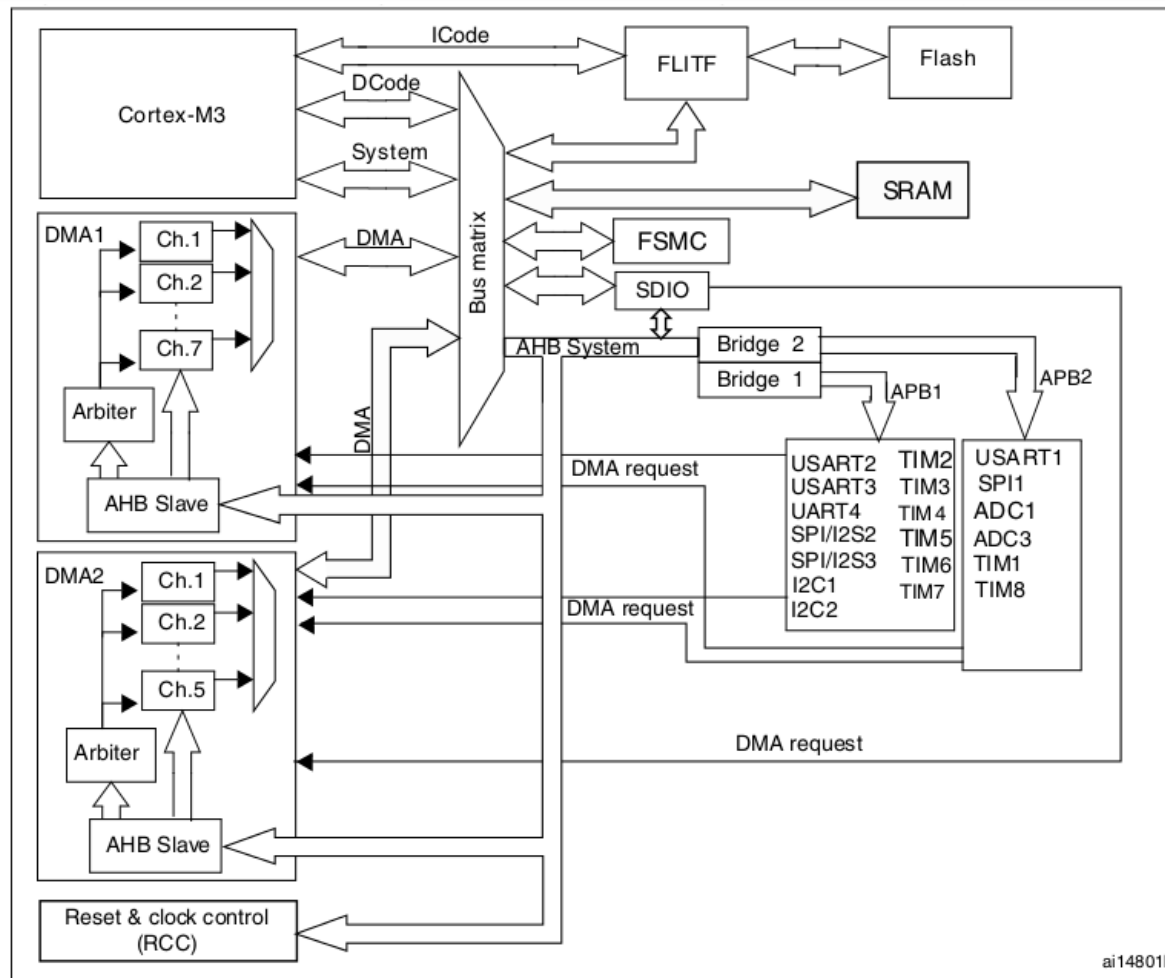 ICode
FLITF
Flash
Cortex-M3
DCode
System
SRAM
DMA1
Ch.1
Ch.2
Ch.7
Arbiter
AHB Slave
DMA
Bus matrix
FSMC
SDIO
AHB System
Bridge 2
Bridge 1
APB1
APB2
DMA
DMA request
USART2
USART3
UART4
SPI/I2S2
SPI/I2S3
I2C1
I2C2
TIM2
TIM3
TIM4
TIM5
TIM6
TIM7
USART1
SPI1
ADC1
ADC3
TIM1
TIM8
DMA2
Ch.1
Ch.2
Ch.5
Arbiter
AHB Slave
DMA request
DMA request
Reset & clock control
(RCC)